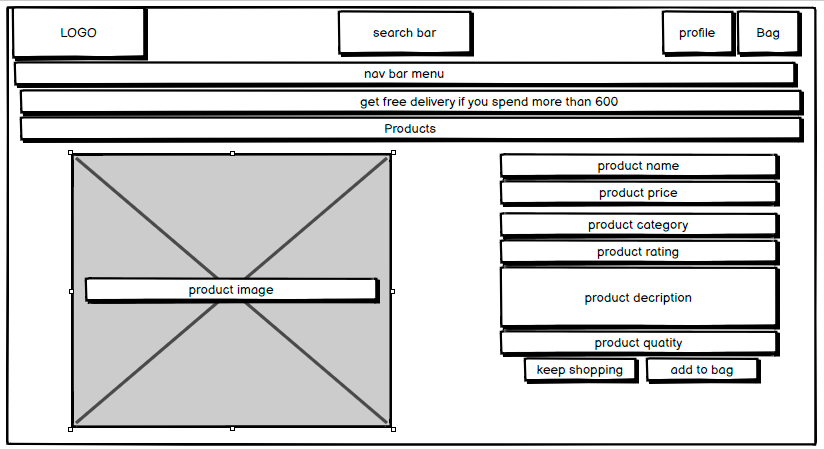 LOGO
search bar
profile
Bag
nav bar menu
get free delivery if you spend more than 600
Products
product image
product name
product price
product category
product rating
product decription
product quatity
keep shopping
add to bag